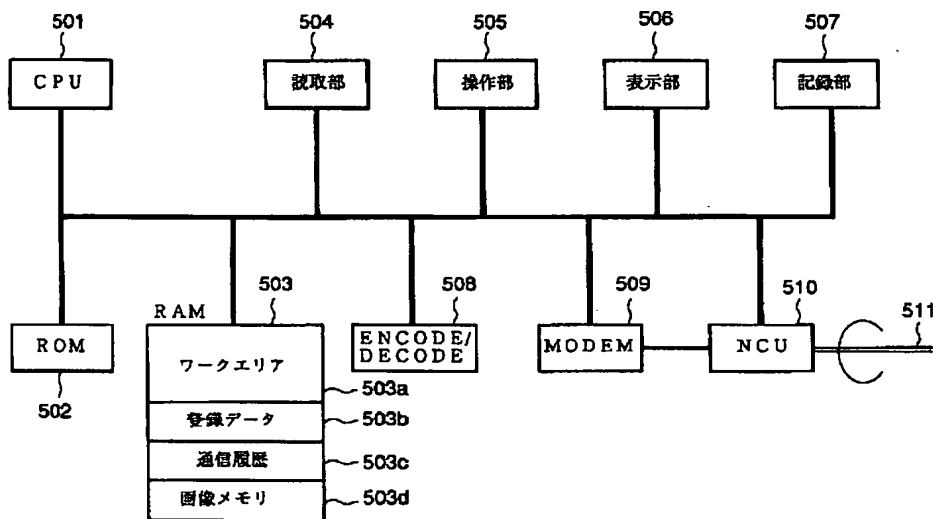 501
504
505
506
507
CPU
読取部
操作部
表示部
記録部
503
508
509
510
511
RAM
ROM
ワークエリア
ENCODE/
DECODE
MODEM
NCU
502
503a
登録データ
503b
通信履歴
503c
画像メモリ
503d